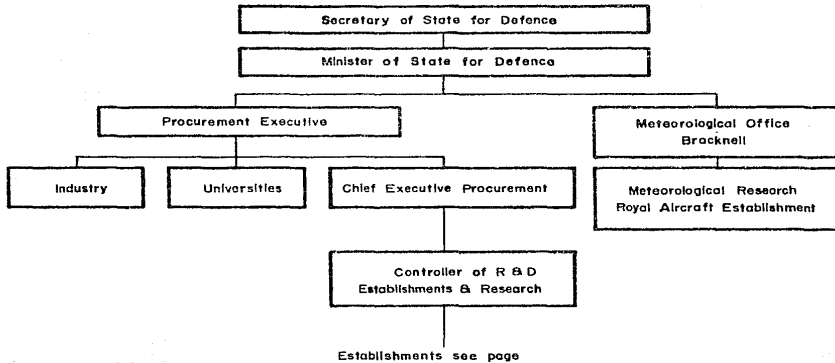 Secretary of State for Defence
Minister of State for Defence
Procurement Executive
Meteorological Office
Bracknell
Industry
Universities
Chief Executive Procurement
Meteorological Research
Royal Aircraft Establishment
Controller of R & D
Establishments & Research
Establishments see page